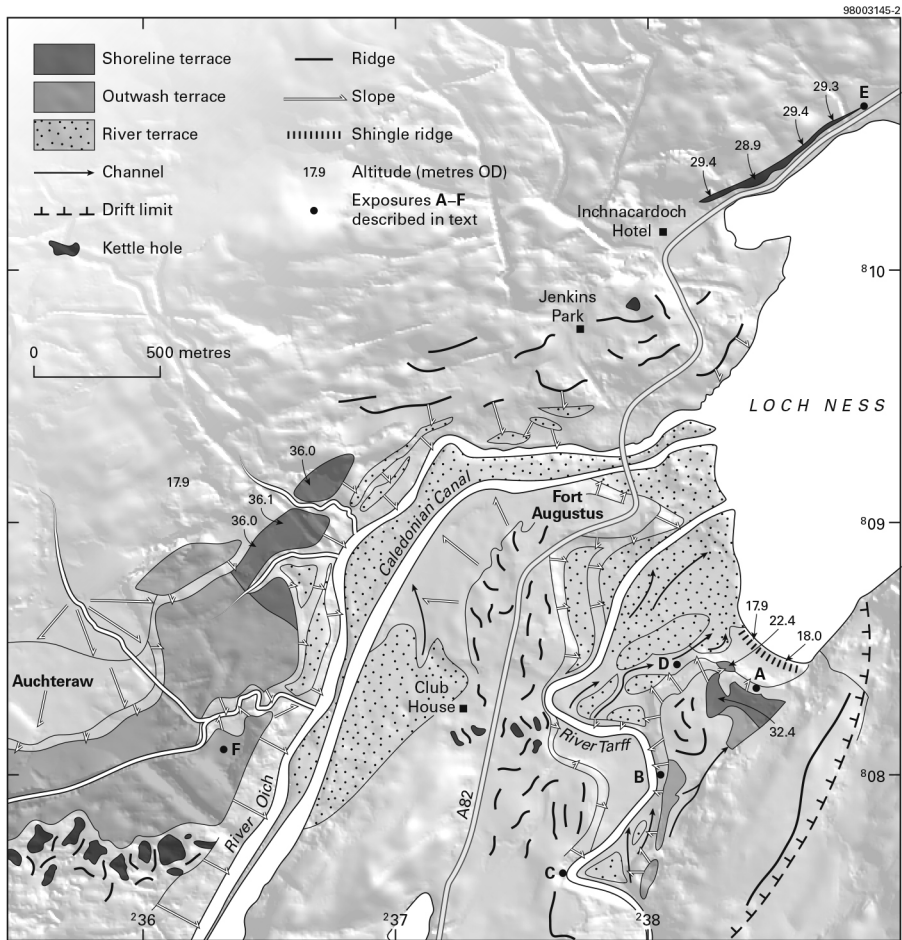 98003145-2
Shoreline terrace
Outwash terrace
River terrace
Channel
Drift limit
Kettle hole
Ridge
Slope
Shingle ridge
17.9 Altitude (metres OD)
Exposures A–F
described in text
0 500 metres
E
29.3
29.4
28.9
29.4
Inchnacardoch
Hotel
⁸10
Jenkins
Park
LOCH NESS
36.0
17.9
36.1
36.0
Caledonian Canal
Fort
Augustus
⁸09
17.9
22.4
18.0
D
A
Auchteraw
Club
House
32.4
F
River Tarff
B
⁸08
A82
River Oich
C
²36
²37
²38